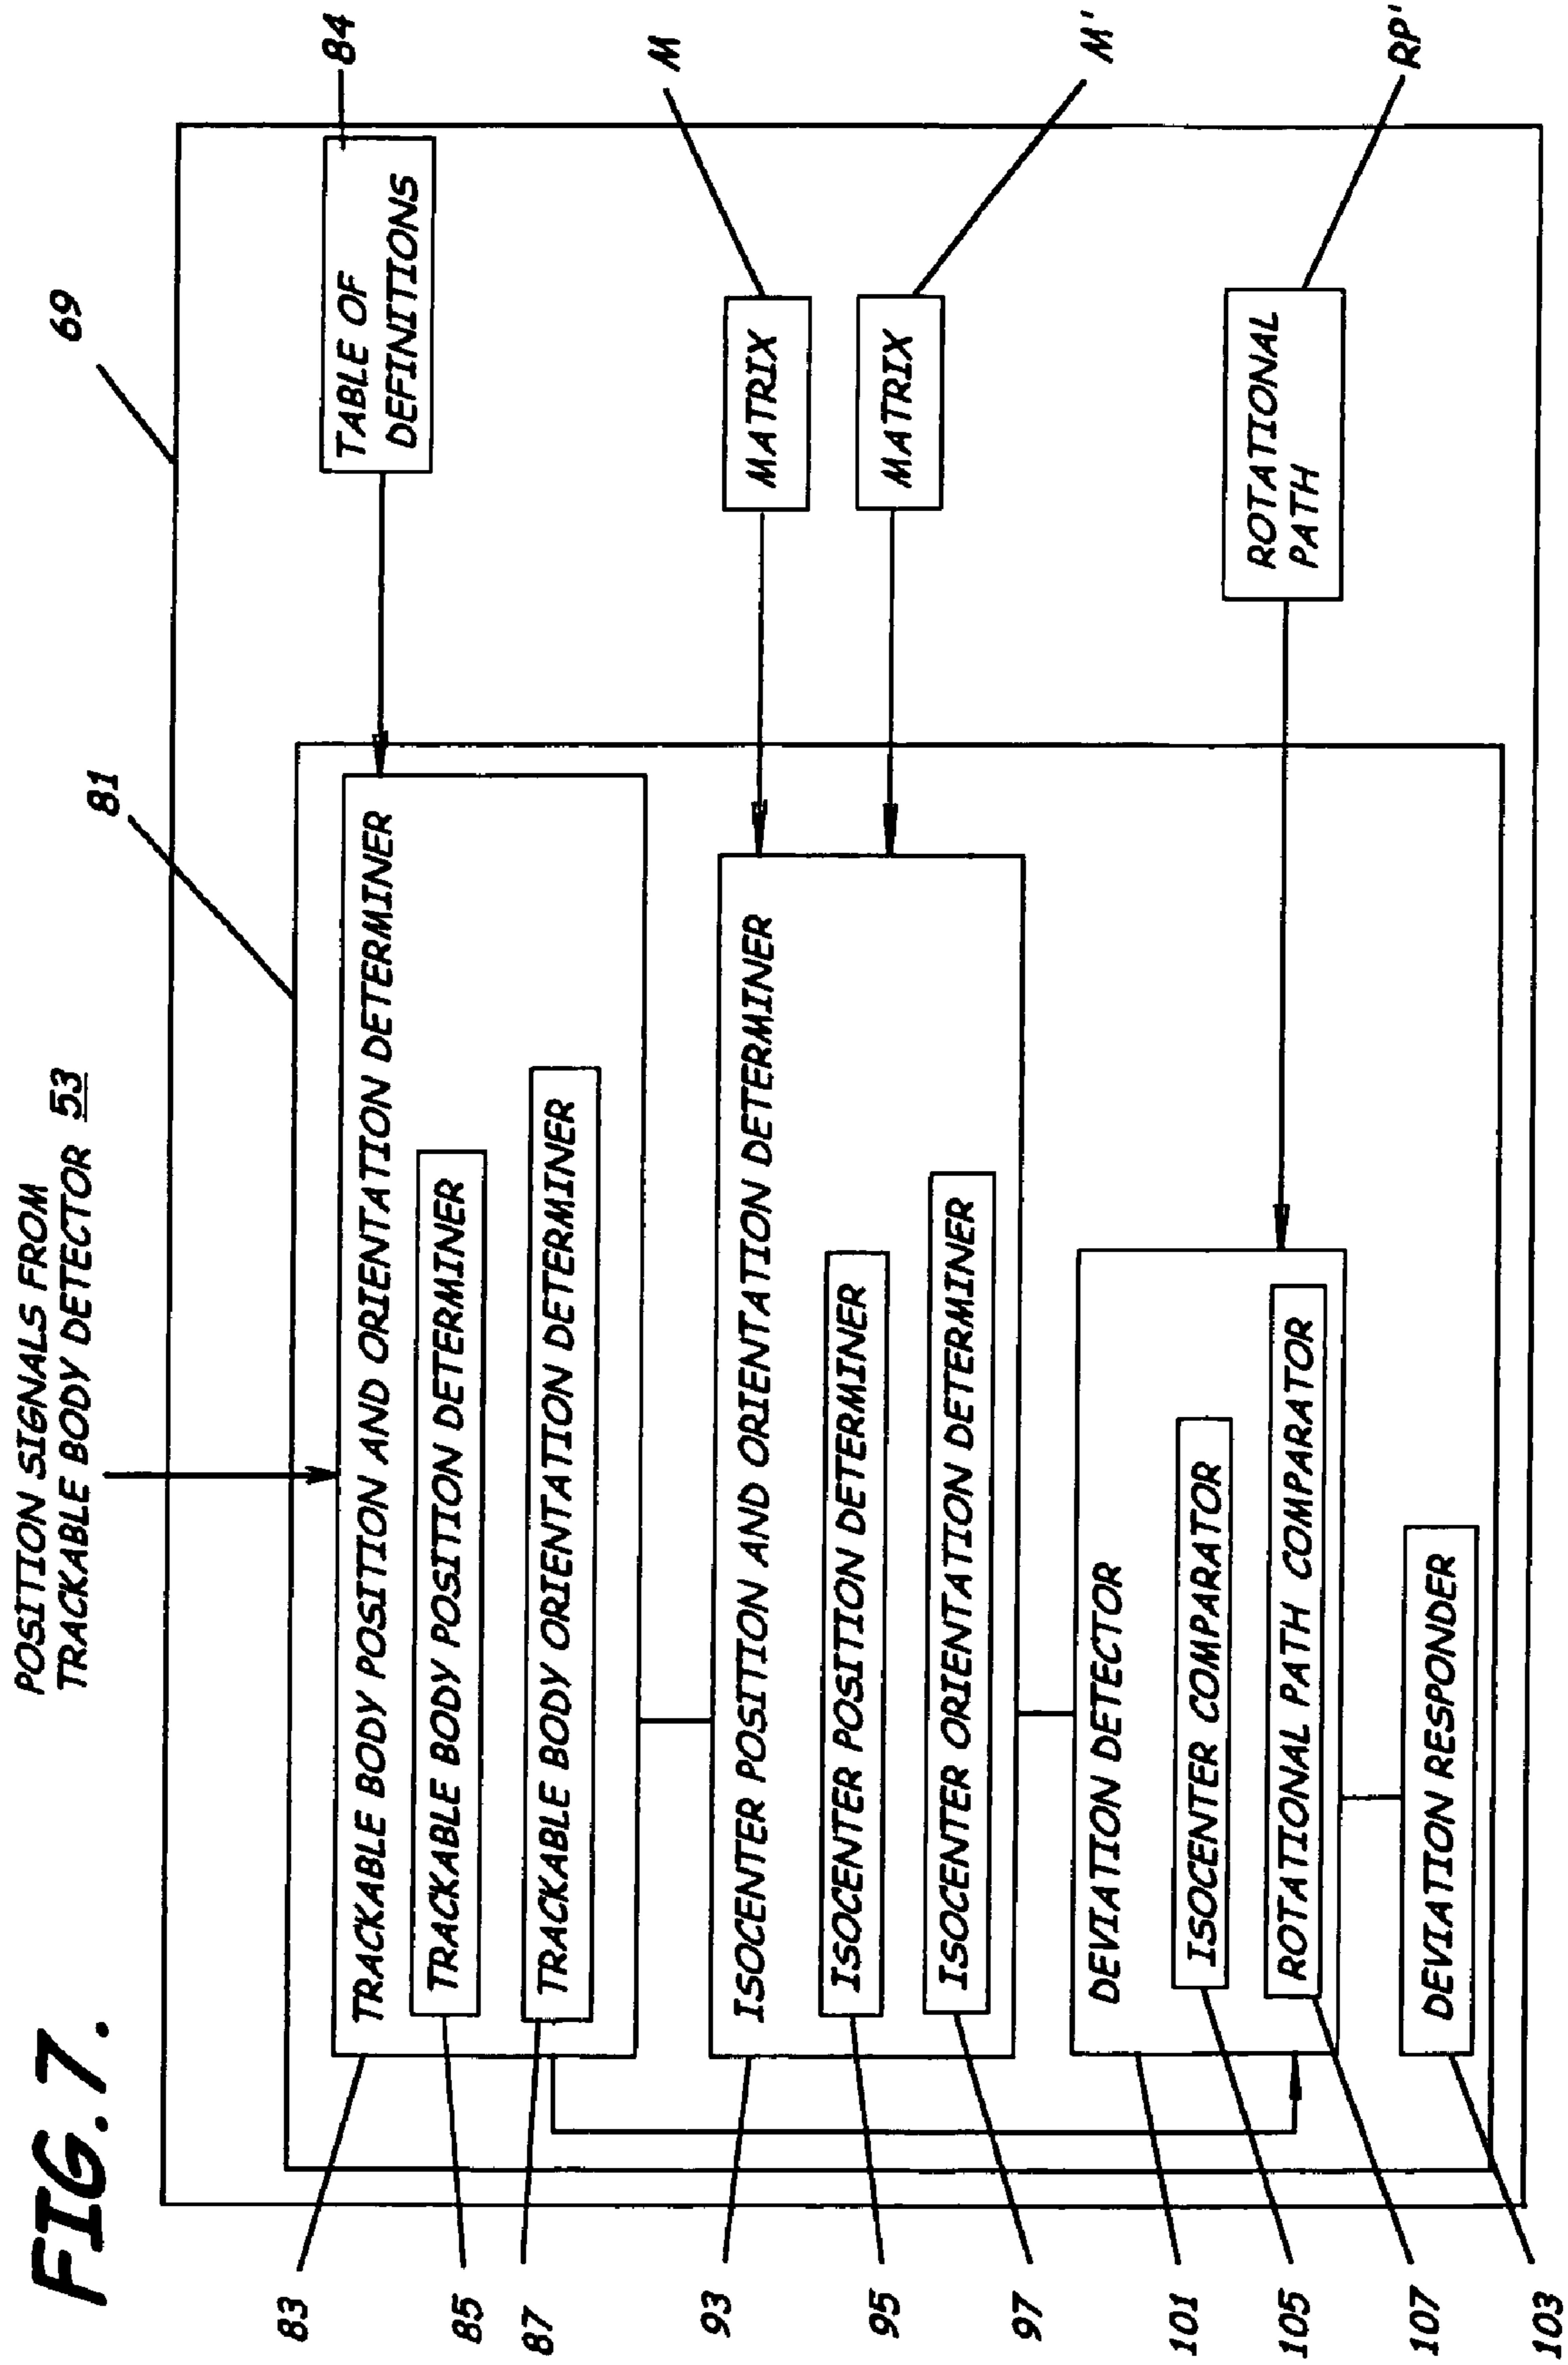 FIG. 7.
POSITION SIGNALS FROM
TRACKABLE BODY DETECTOR 53
69
81
84
TABLE OF
DEFINITIONS
83
TRACKABLE BODY POSITION AND ORIENTATION DETERMINER
85
TRACKABLE BODY POSITION DETERMINER
87
TRACKABLE BODY ORIENTATION DETERMINER
M
MATRIX
M'
MATRIX
93
ISOCENTER POSITION AND ORIENTATION DETERMINER
95
ISOCENTER POSITION DETERMINER
97
ISOCENTER ORIENTATION DETERMINER
RP'
ROTATIONAL
PATH
101
DEVIATION DETECTOR
105
ISOCENTER COMPARATOR
107
ROTATIONAL PATH COMPARATOR
103
DEVIATION RESPONDER